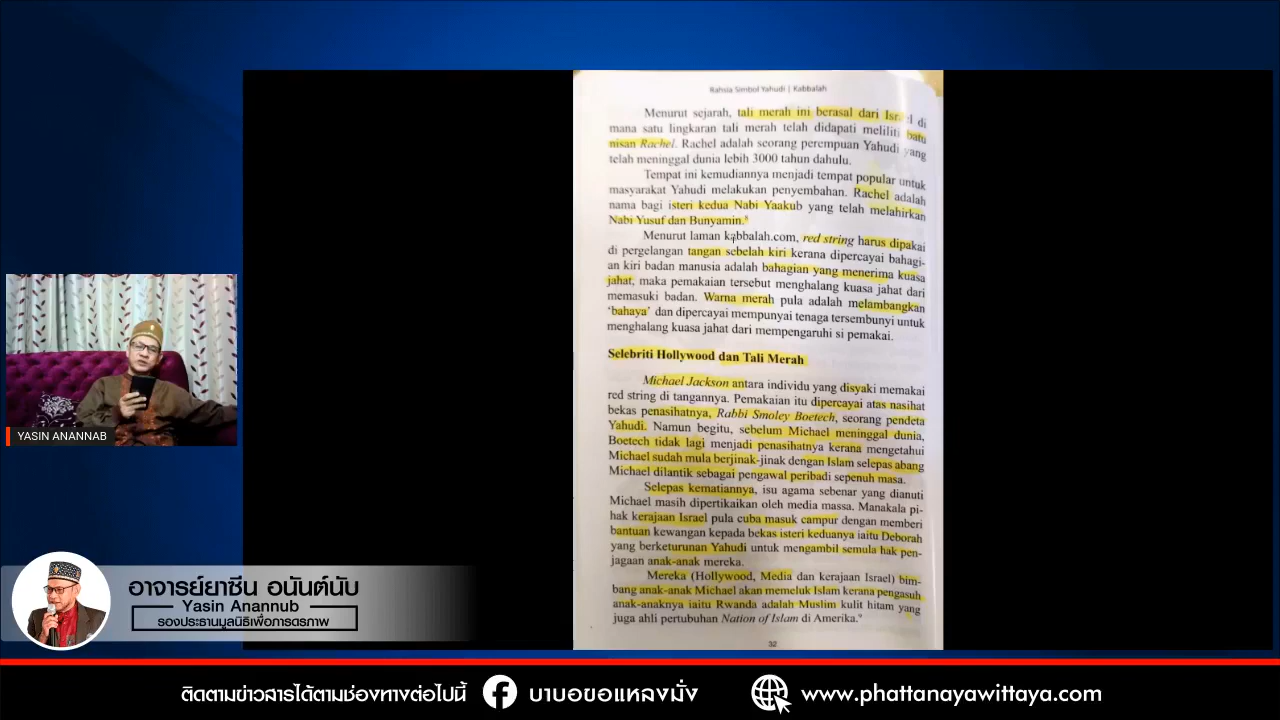 Rahsia Simbol Yahudi | Kabbalah
Menurut sejarah, tali merah ini berasal dari Israel di
mana satu lingkaran tali merah telah didapati meliliti batu
nisan Rachel. Rachel adalah seorang perempuan Yahudi yang
telah meninggal dunia lebih 3000 tahun dahulu.
Tempat ini kemudiannya menjadi tempat popular untuk
masyarakat Yahudi melakukan penyembahan. Rachel adalah
nama bagi isteri kedua Nabi Yaakub yang telah melahirkan
Nabi Yusuf dan Bunyamin.⁸
Menurut laman kabbalah.com, red string harus dipakai
di pergelangan tangan sebelah kiri kerana dipercayai bahagi-
an kiri badan manusia adalah bahagian yang menerima kuasa
jahat, maka pemakaian tersebut menghalang kuasa jahat dari
memasuki badan. Warna merah pula adalah melambangkan
‘bahaya’ dan dipercayai mempunyai tenaga tersembunyi untuk
menghalang kuasa jahat dari mempengaruhi si pemakai.
Selebriti Hollywood dan Tali Merah
Michael Jackson antara individu yang disyaki memakai
red string di tangannya. Pemakaian itu dipercayai atas nasihat
bekas penasihatnya, Rabbi Smoley Boetech, seorang pendeta
Yahudi. Namun begitu, sebelum Michael meninggal dunia,
Boetech tidak lagi menjadi penasihatnya kerana mengetahui
Michael sudah mula berjinak-jinak dengan Islam selepas abang
Michael dilantik sebagai pengawal peribadi sepenuh masa.
Selepas kematiannya, isu agama sebenar yang dianuti
Michael masih dipertikaikan oleh media massa. Manakala pi-
hak kerajaan Israel pula cuba masuk campur dengan memberi
bantuan kewangan kepada bekas isteri keduanya iaitu Deborah
yang berketurunan Yahudi untuk mengambil semula hak pen-
jagaan anak-anak mereka.
Mereka (Hollywood, Media dan kerajaan Israel) bim-
bang anak-anak Michael akan memeluk Islam kerana pengasuh
anak-anaknya iaitu Rwanda adalah Muslim kulit hitam yang
juga ahli pertubuhan Nation of Islam di Amerika.⁹
32
YASIN ANANNAB
อาจารย์ยาซีน อนันต์นับ
Yasin Anannub
รองประธานมูลนิธิเพื่อการดรภาพ
ติดตามข่าวสารได้ตามช่องทางต่อไปนี้ บาบอขอแหลงมั่ง www.phattanayawittaya.com